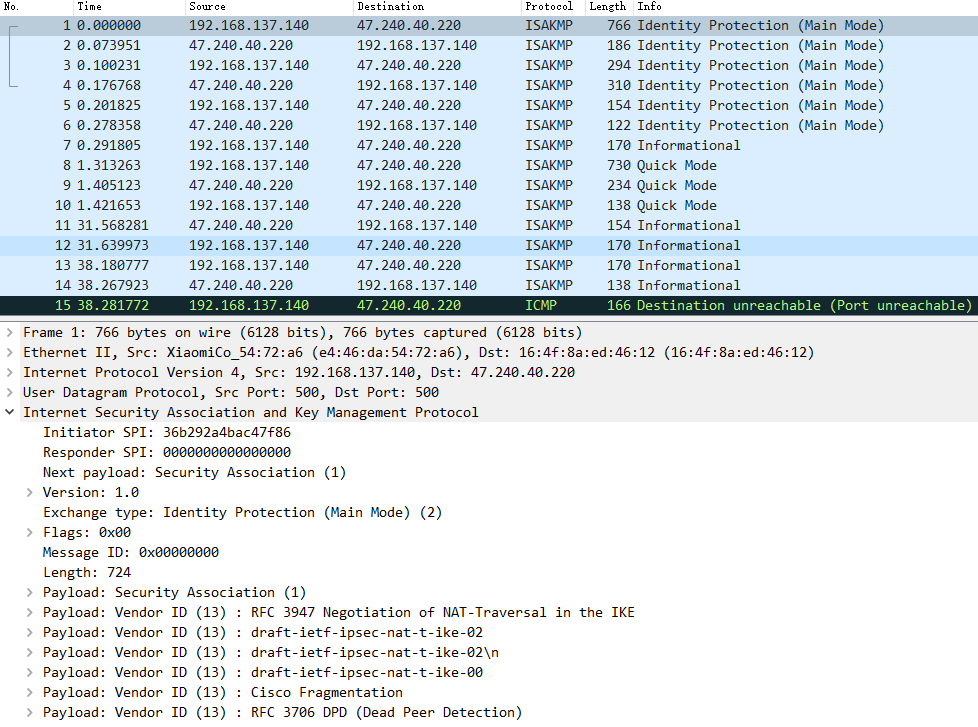 No. Time Source Destination Protocol Length Info
1 0.000000 192.168.137.140 47.240.40.220 ISAKMP 766 Identity Protection (Main Mode)
2 0.073951 47.240.40.220 192.168.137.140 ISAKMP 186 Identity Protection (Main Mode)
3 0.100231 192.168.137.140 47.240.40.220 ISAKMP 294 Identity Protection (Main Mode)
4 0.176768 47.240.40.220 192.168.137.140 ISAKMP 310 Identity Protection (Main Mode)
5 0.201825 192.168.137.140 47.240.40.220 ISAKMP 154 Identity Protection (Main Mode)
6 0.278358 47.240.40.220 192.168.137.140 ISAKMP 122 Identity Protection (Main Mode)
7 0.291805 192.168.137.140 47.240.40.220 ISAKMP 170 Informational
8 1.313263 192.168.137.140 47.240.40.220 ISAKMP 730 Quick Mode
9 1.405123 47.240.40.220 192.168.137.140 ISAKMP 234 Quick Mode
10 1.421653 192.168.137.140 47.240.40.220 ISAKMP 138 Quick Mode
11 31.568281 47.240.40.220 192.168.137.140 ISAKMP 154 Informational
12 31.639973 192.168.137.140 47.240.40.220 ISAKMP 170 Informational
13 38.180777 192.168.137.140 47.240.40.220 ISAKMP 170 Informational
14 38.267923 47.240.40.220 192.168.137.140 ISAKMP 138 Informational
15 38.281772 192.168.137.140 47.240.40.220 ICMP 166 Destination unreachable (Port unreachable)
Frame 1: 766 bytes on wire (6128 bits), 766 bytes captured (6128 bits)
Ethernet II, Src: XiaomiCo_54:72:a6 (e4:46:da:54:72:a6), Dst: 16:4f:8a:ed:46:12 (16:4f:8a:ed:46:12)
Internet Protocol Version 4, Src: 192.168.137.140, Dst: 47.240.40.220
User Datagram Protocol, Src Port: 500, Dst Port: 500
Internet Security Association and Key Management Protocol
Initiator SPI: 36b292a4bac47f86
Responder SPI: 0000000000000000
Next payload: Security Association (1)
Version: 1.0
Exchange type: Identity Protection (Main Mode) (2)
Flags: 0x00
Message ID: 0x00000000
Length: 724
Payload: Security Association (1)
Payload: Vendor ID (13) : RFC 3947 Negotiation of NAT-Traversal in the IKE
Payload: Vendor ID (13) : draft-ietf-ipsec-nat-t-ike-02
Payload: Vendor ID (13) : draft-ietf-ipsec-nat-t-ike-02\n
Payload: Vendor ID (13) : draft-ietf-ipsec-nat-t-ike-00
Payload: Vendor ID (13) : Cisco Fragmentation
Payload: Vendor ID (13) : RFC 3706 DPD (Dead Peer Detection)